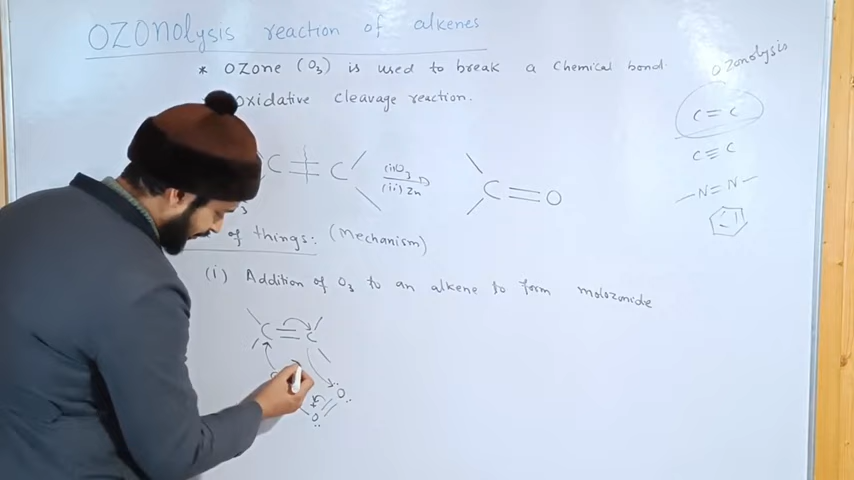 OZONolysis reaction of alkenes
* OZone (O3) is used to break a Chemical bond.
oxidative cleavage reaction.
Ozonolysis
C = C
C ≡ C
— N = N —
C = C (i) O3 (ii) Zn C = O
of things: (Mechanism)
(i) Addition of O3 to an alkene to form molozonide
C = C
O
O